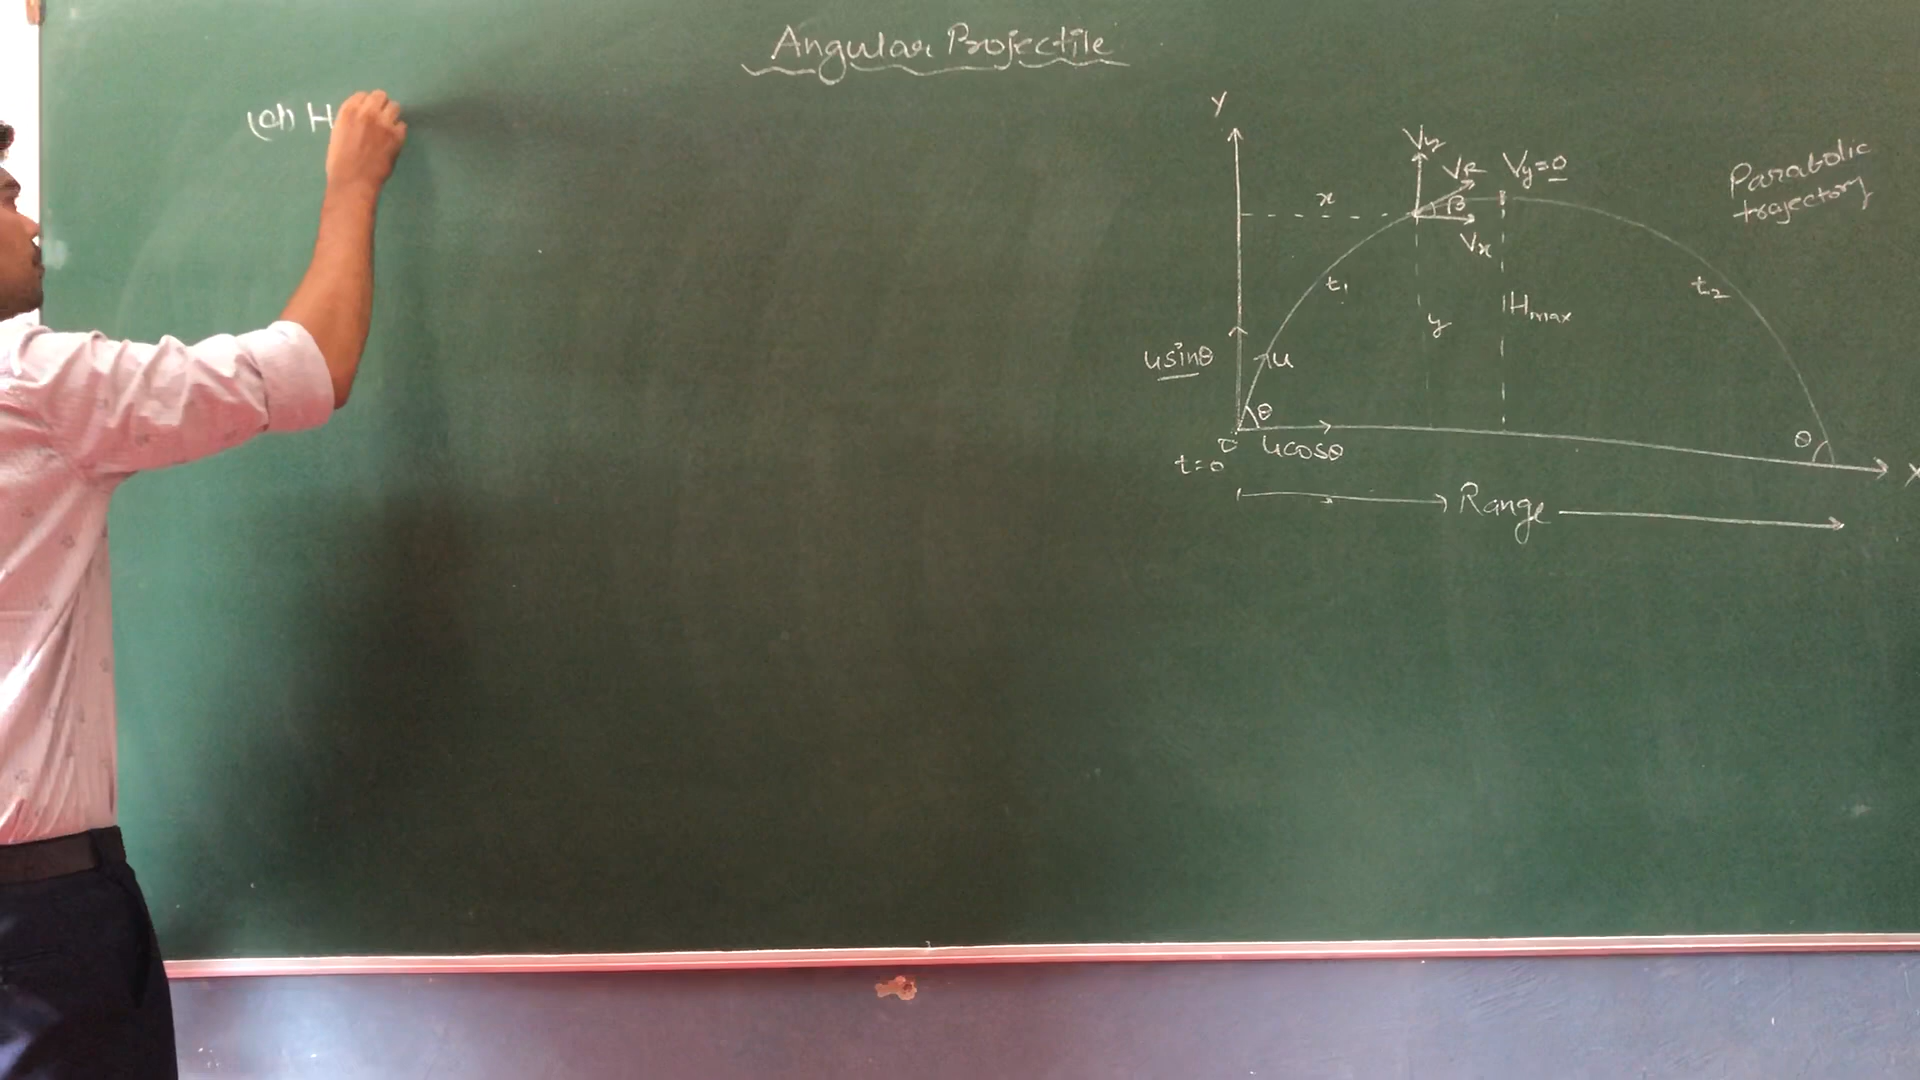 Angular Projectile
(a) H
Y
Vy
VR
Vy=0
Parabolic
trajectory
x
β
Vx
t1
t2
Hmax
y
usinθ
u
θ
θ
O
ucosθ
t=0
X
Range